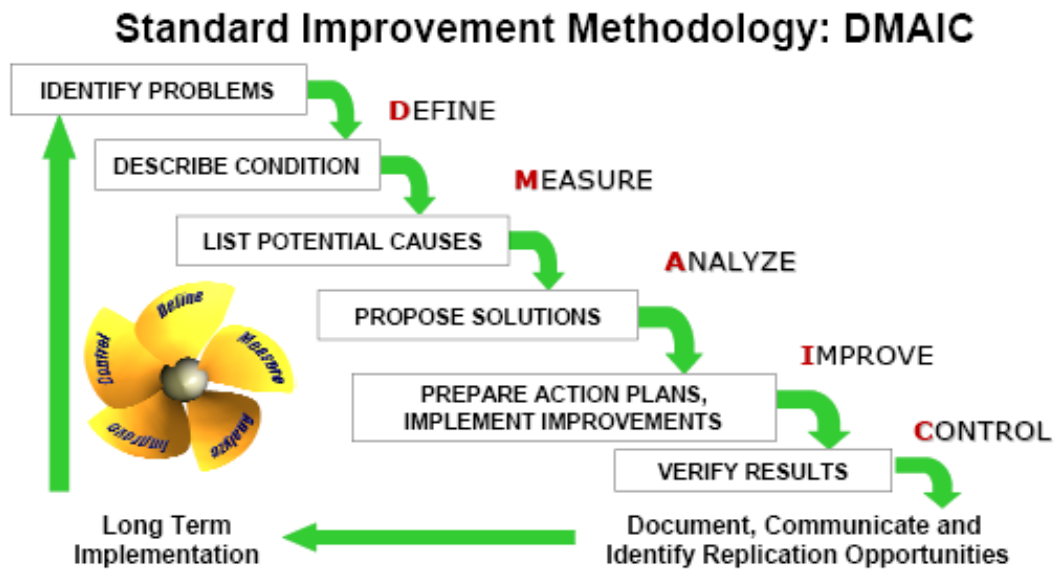 Standard Improvement Methodology: DMAIC
IDENTIFY PROBLEMS
DEFINE
DESCRIBE CONDITION
MEASURE
LIST POTENTIAL CAUSES
ANALYZE
PROPOSE SOLUTIONS
IMPROVE
PREPARE ACTION PLANS,
IMPLEMENT IMPROVEMENTS
CONTROL
VERIFY RESULTS
Document, Communicate and
Identify Replication Opportunities
Long Term
Implementation
Define
Measure
Analyze
Improve
Control